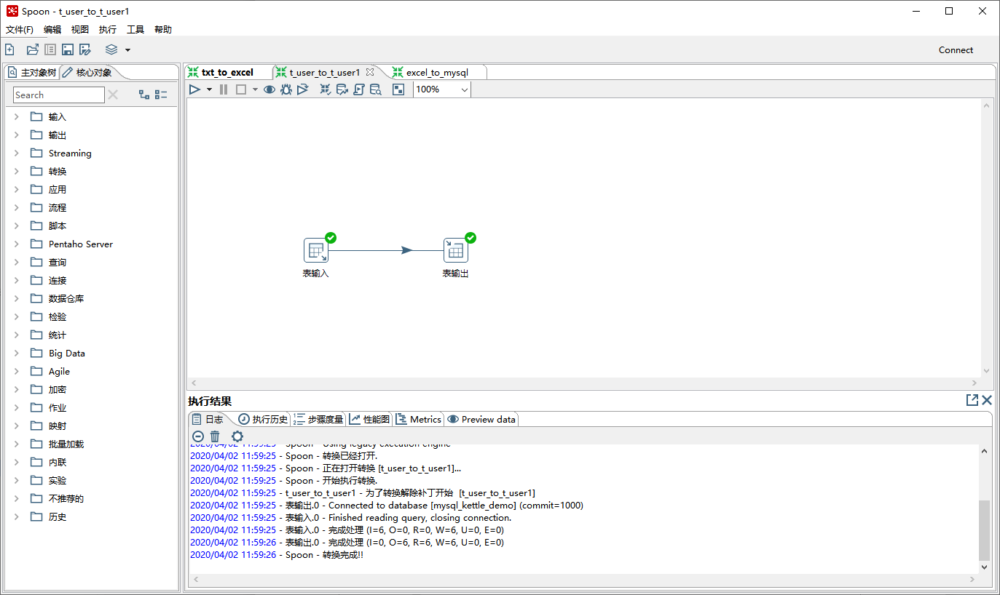 Spoon - t_user_to_t_user1
文件(F) 编辑 视图 执行 工具 帮助
Connect
主对象树 核心对象
Search
输入
输出
Streaming
转换
应用
流程
脚本
Pentaho Server
查询
连接
数据仓库
检验
统计
Big Data
Agile
加密
作业
映射
批量加载
内联
实验
不推荐的
历史
txt_to_excel t_user_to_t_user1 excel_to_mysql
100%
表输入 表输出
执行结果
日志 执行历史 步骤度量 性能图 Metrics Preview data
2020/04/02 11:59:25 - Spoon - Using legacy execution engine
2020/04/02 11:59:25 - Spoon - 转换已经打开.
2020/04/02 11:59:25 - Spoon - 正在打开转换 [t_user_to_t_user1]...
2020/04/02 11:59:25 - Spoon - 开始执行转换.
2020/04/02 11:59:25 - t_user_to_t_user1 - 为了转换解除补丁开始  [t_user_to_t_user1]
2020/04/02 11:59:25 - 表输出.0 - Connected to database [mysql_kettle_demo] (commit=1000)
2020/04/02 11:59:25 - 表输入.0 - Finished reading query, closing connection.
2020/04/02 11:59:25 - 表输入.0 - 完成处理 (I=6, O=0, R=0, W=6, U=0, E=0)
2020/04/02 11:59:26 - 表输出.0 - 完成处理 (I=0, O=6, R=6, W=6, U=0, E=0)
2020/04/02 11:59:26 - Spoon - 转换完成!!